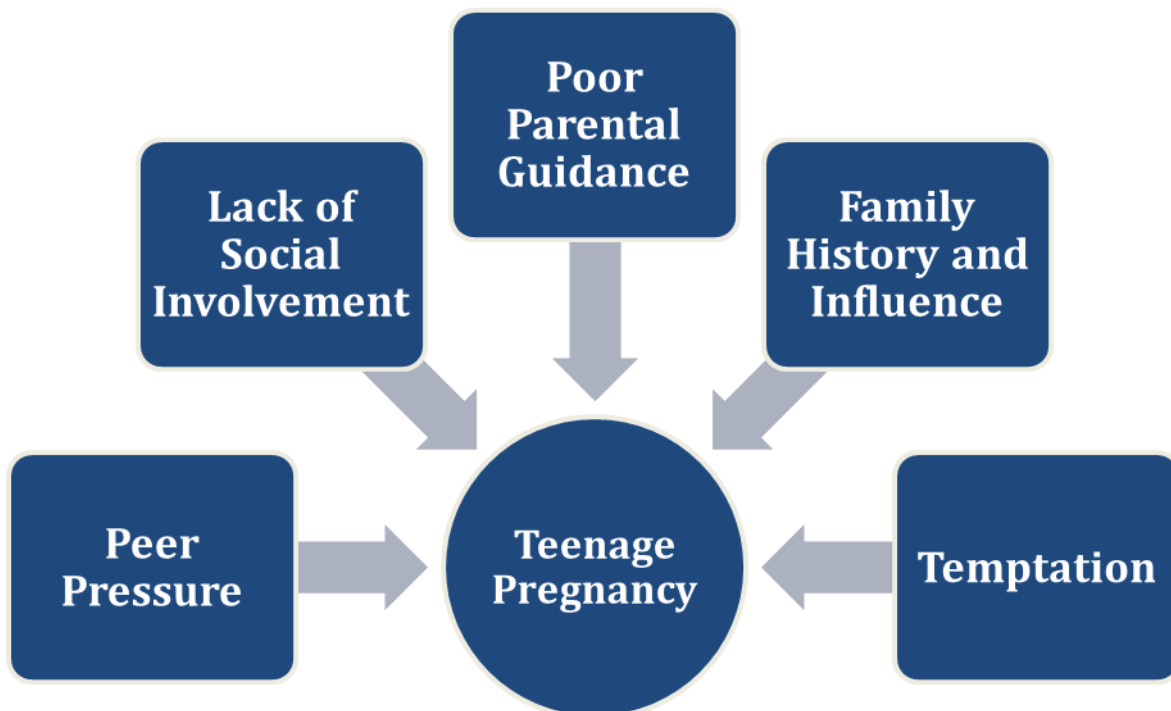 Poor
Parental
Guidance
Lack of
Social
Involvement
Family
History and
Influence
Peer
Pressure
Teenage
Pregnancy
Temptation